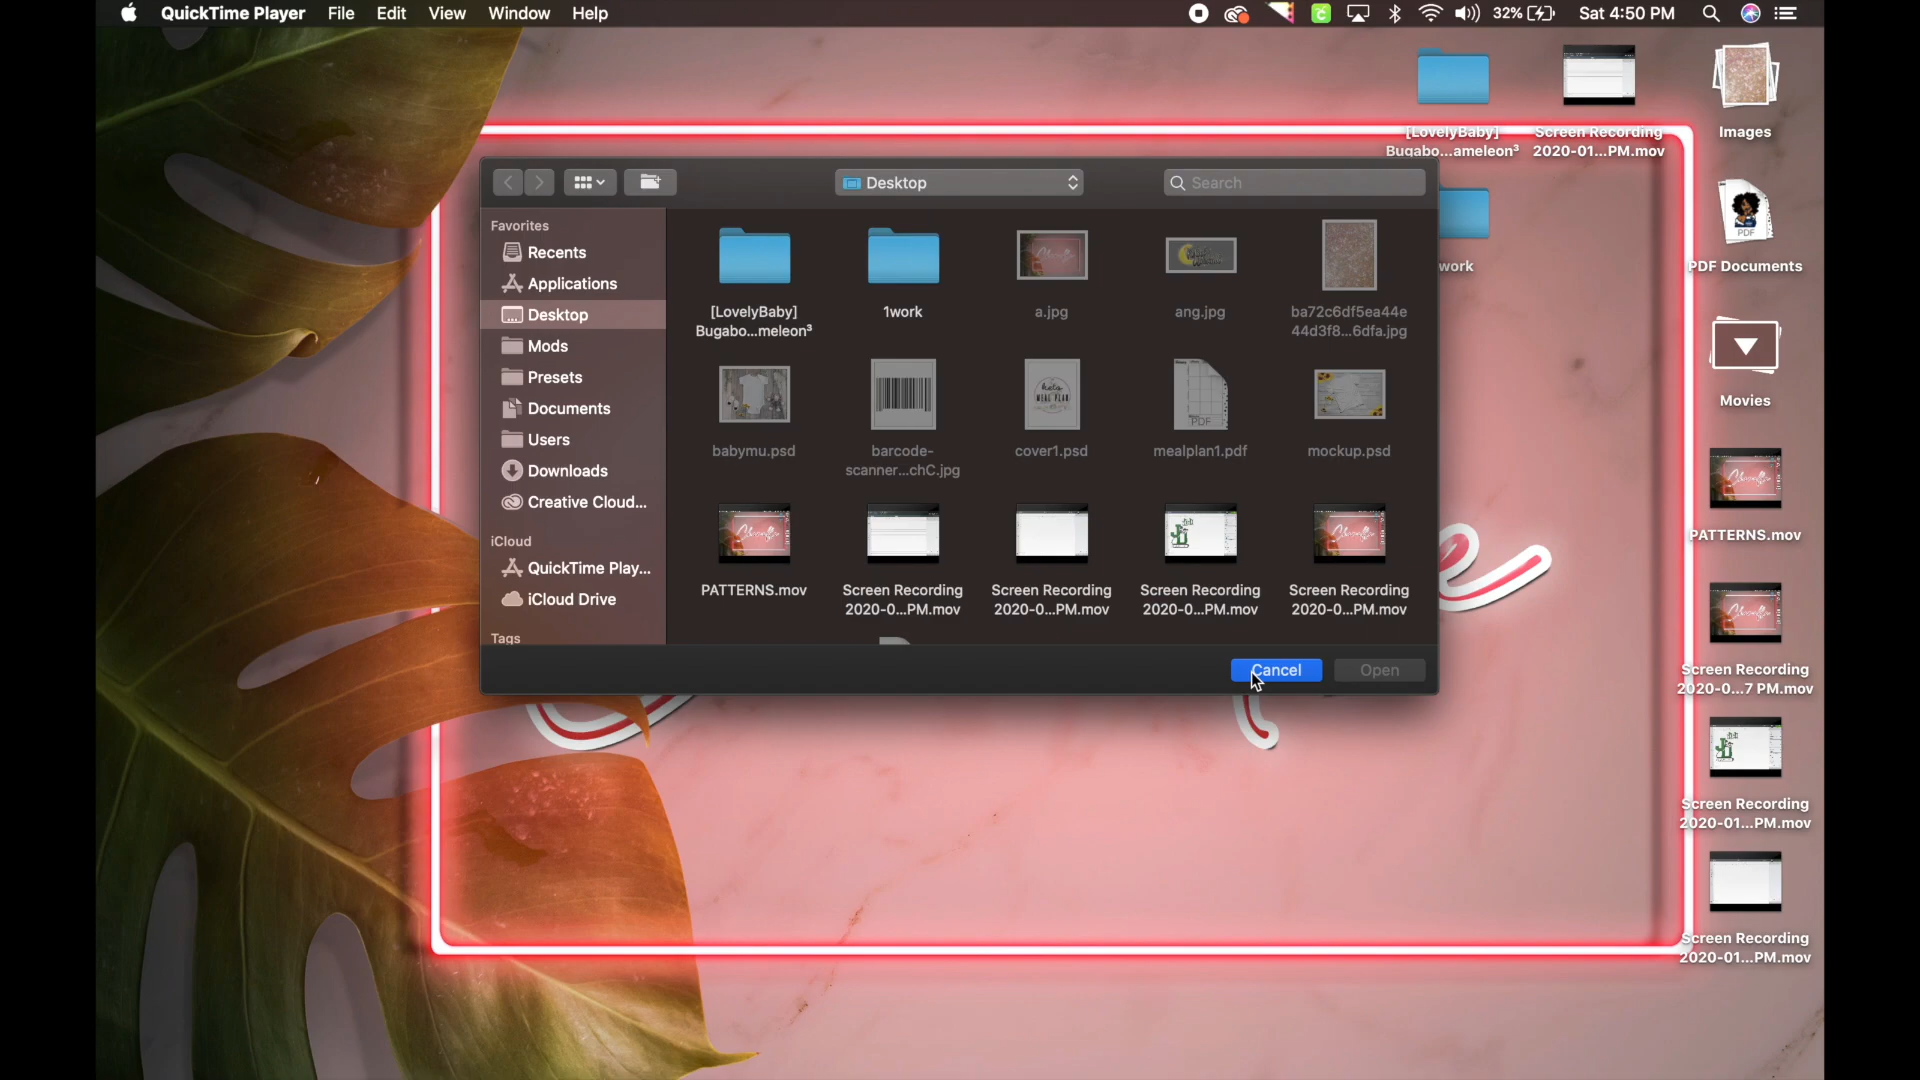 QuickTime Player File Edit View Window Help 32% Sat 4:50 PM
[LovelyBaby]
Bugabo...ameleon³
Screen Recording
2020-01...PM.mov
Images
work
PDF
PDF Documents
Movies
PATTERNS.mov
Screen Recording
2020-0...7 PM.mov
Screen Recording
2020-01...PM.mov
Screen Recording
2020-01...PM.mov
Desktop
Search
Favorites
Recents
Applications
Desktop
Mods
Presets
Documents
Users
Downloads
Creative Cloud...
iCloud
QuickTime Play...
iCloud Drive
Tags
[LovelyBaby]
Bugabo...meleon³
1work
a.jpg
ang.jpg
ba72c6df5ea44e
44d3f8...6dfa.jpg
babymu.psd
barcode-
scanner...chC.jpg
MEAL PLAN
cover1.psd
PDF
mealplan1.pdf
mockup.psd
PATTERNS.mov
Screen Recording
2020-0...PM.mov
Screen Recording
2020-0...PM.mov
Screen Recording
2020-0...PM.mov
Screen Recording
2020-0...PM.mov
Cancel
Open